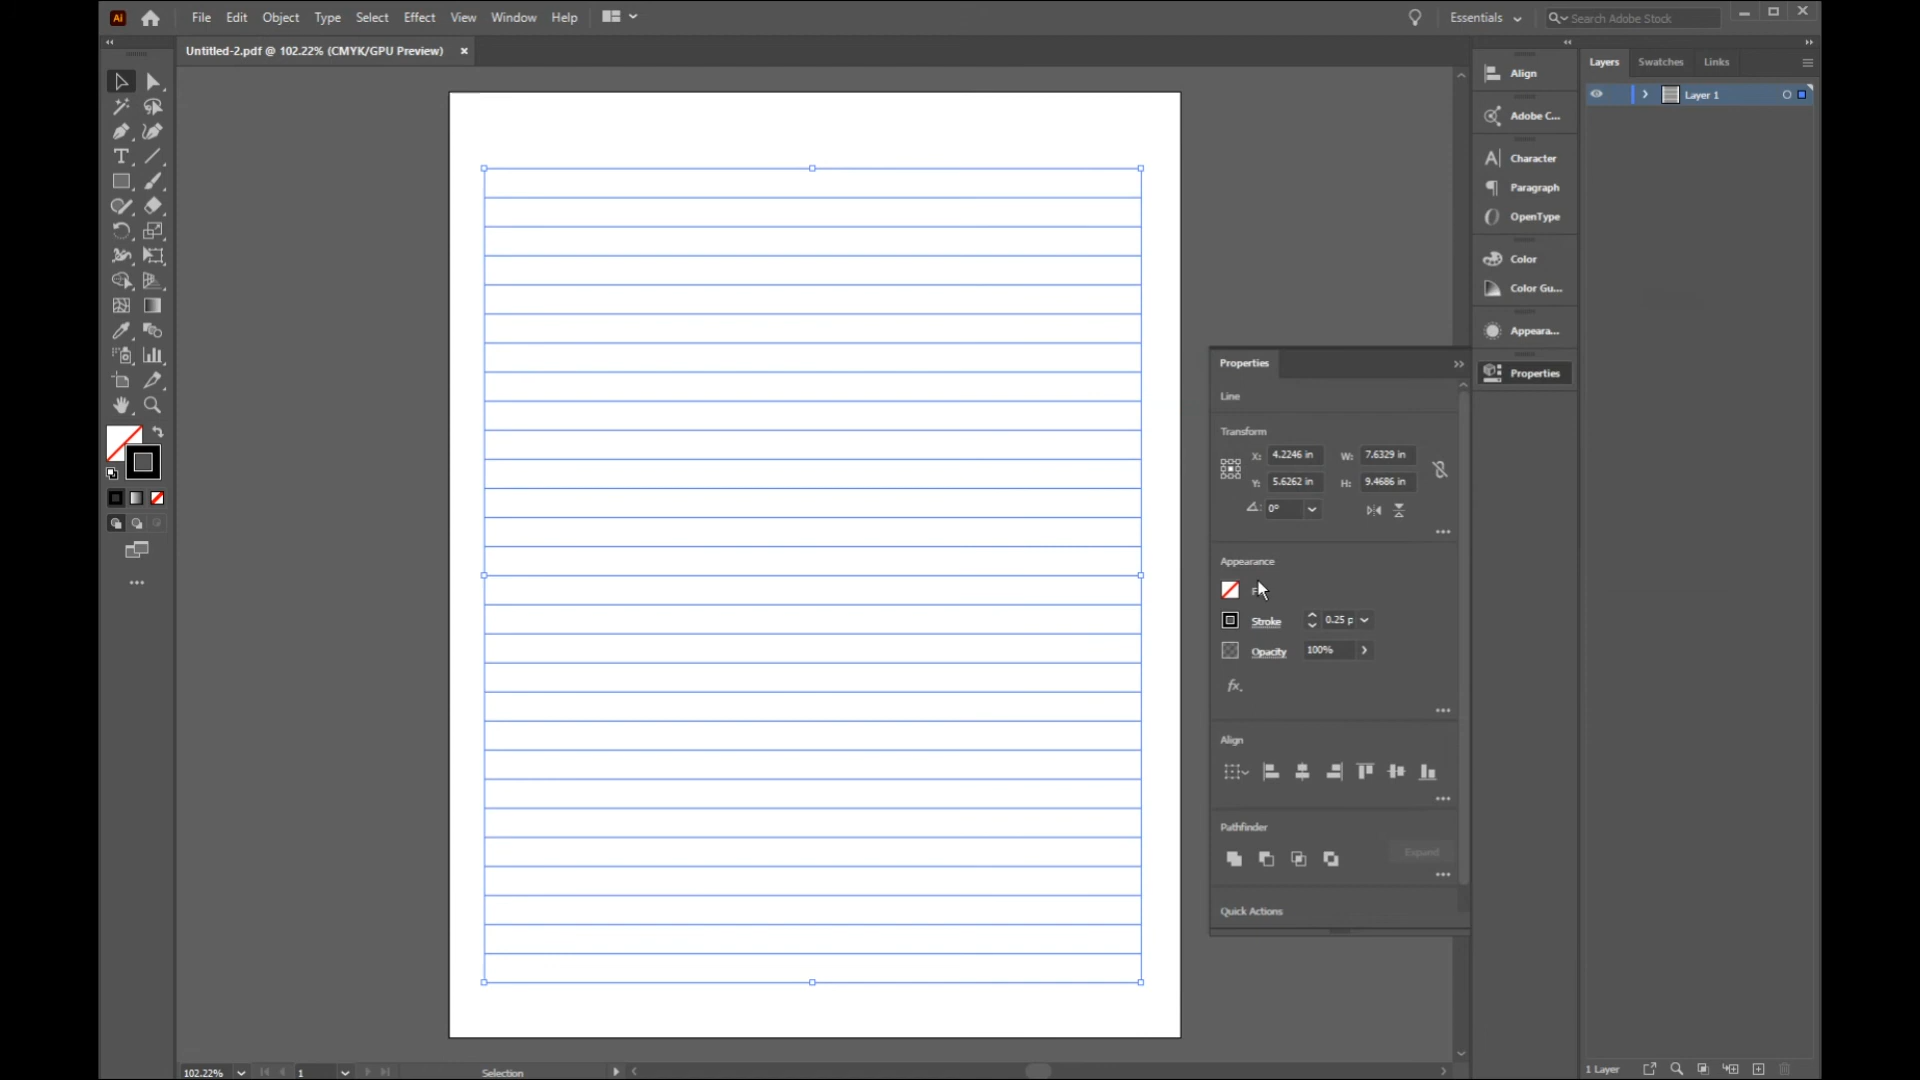 Ai
File Edit Object Type Select Effect View Window Help
Essentials
Search Adobe Stock
Untitled-2.pdf @ 102.22% (CMYK/GPU Preview)
Align
Adobe C...
Character
Paragraph
OpenType
Color
Color Gu...
Appeara...
Properties
Layers Swatches Links
Layer 1
Properties
Line
Transform
X: 4.2246 in W: 7.6329 in
Y: 5.6262 in H: 9.4686 in
0°
Appearance
Stroke 0.25 p
Opacity 100%
fx.
Align
Pathfinder
Expand
Quick Actions
102.22% 1 Selection
1 Layer